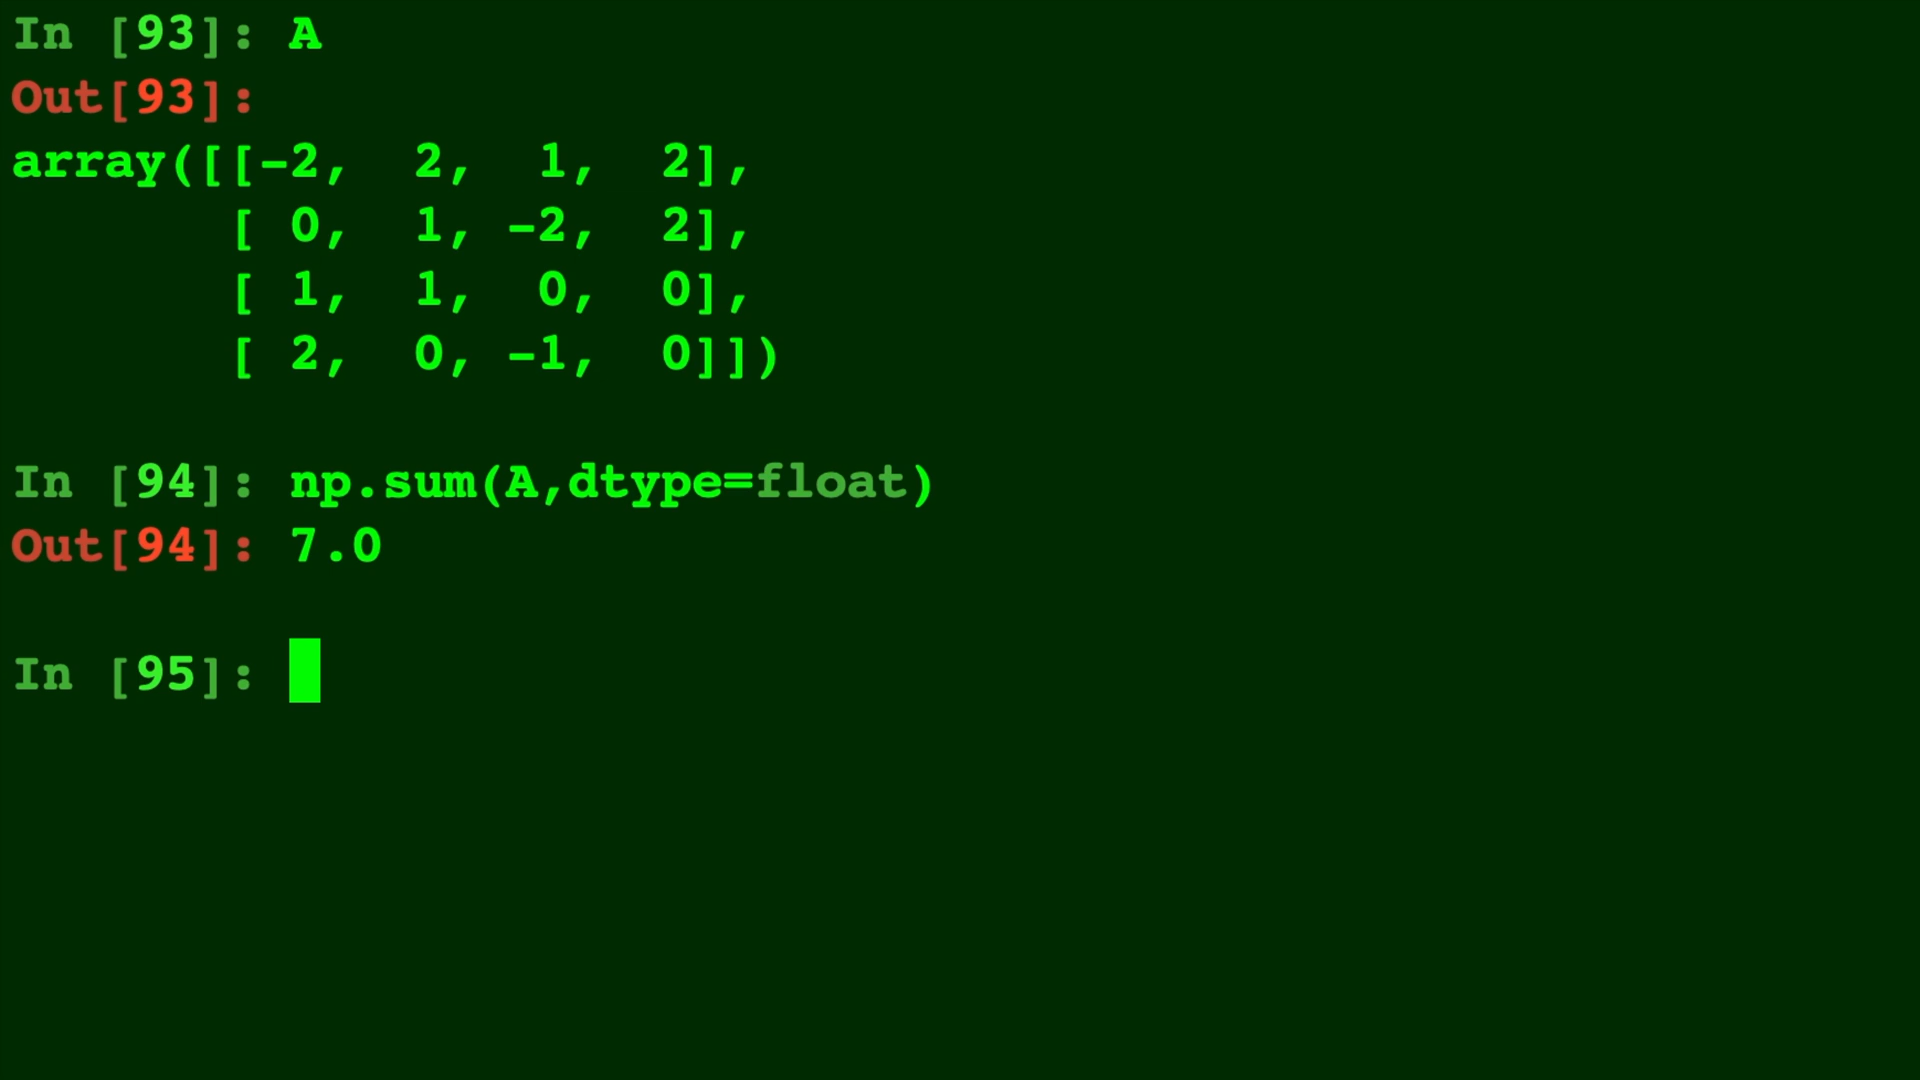 In [93]: A
Out[93]:
array([[-2,  2,  1,  2],
       [ 0,  1, -2,  2],
       [ 1,  1,  0,  0],
       [ 2,  0, -1,  0]])
In [94]: np.sum(A,dtype=float)
Out[94]: 7.0
In [95]: